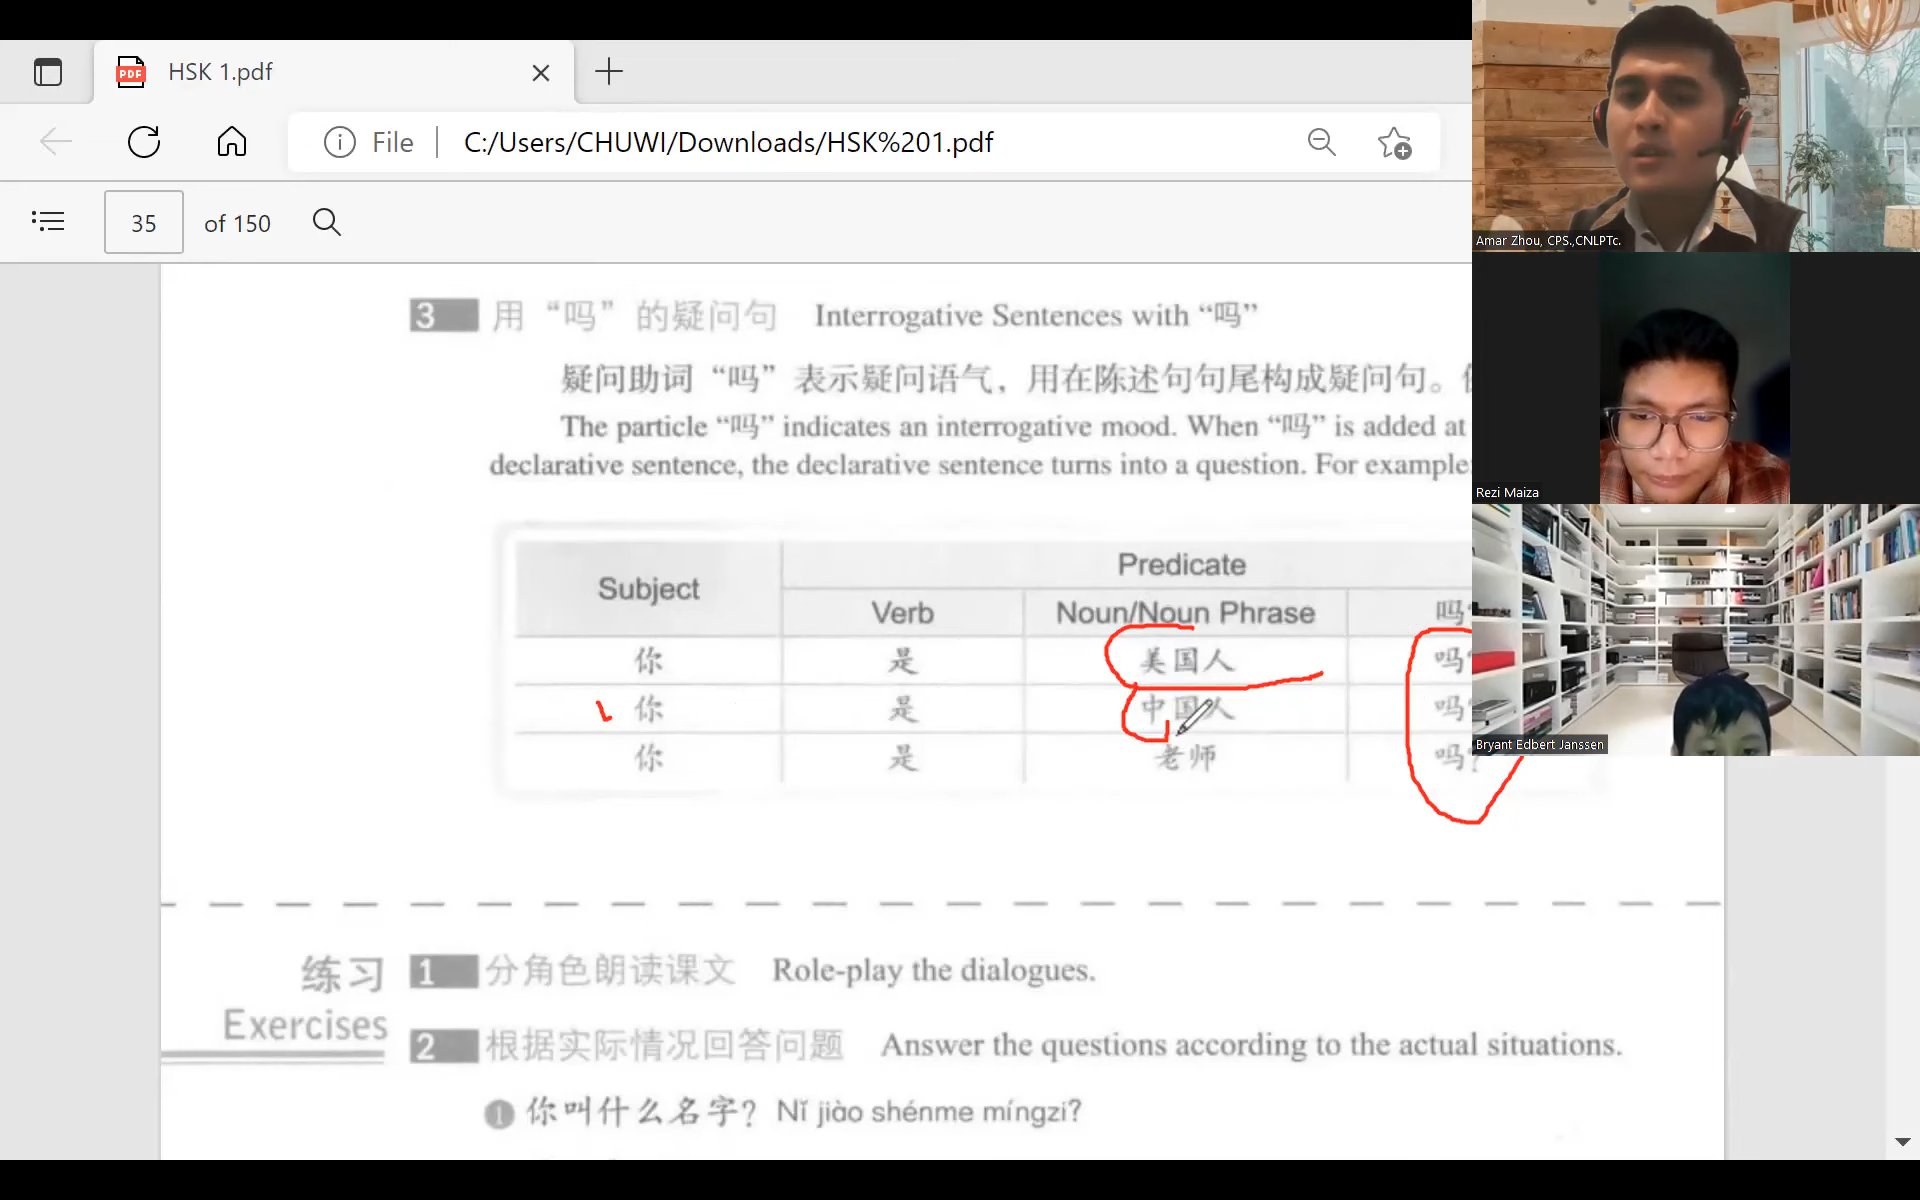 HSK 1.pdf
File C:/Users/CHUWI/Downloads/HSK%201.pdf
35 of 150
3 用“吗”的疑问句 Interrogative Sentences with “吗”
疑问助词“吗”表示疑问语气，用在陈述句句尾构成疑问句。
The particle “吗” indicates an interrogative mood. When “吗” is added at
declarative sentence, the declarative sentence turns into a question. For example
Subject Predicate
Verb Noun/Noun Phrase 吗
你 是 美国人 吗
你 是 中国人 吗
你 是 老师 吗?
练习 1 分角色朗读课文 Role-play the dialogues.
Exercises
2 根据实际情况回答问题 Answer the questions according to the actual situations.
1 你叫什么名字? Nǐ jiào shénme míngzi?
Amar Zhou, CPS.,CNLPTc.
Rezi Maiza
Bryant Edbert Janssen